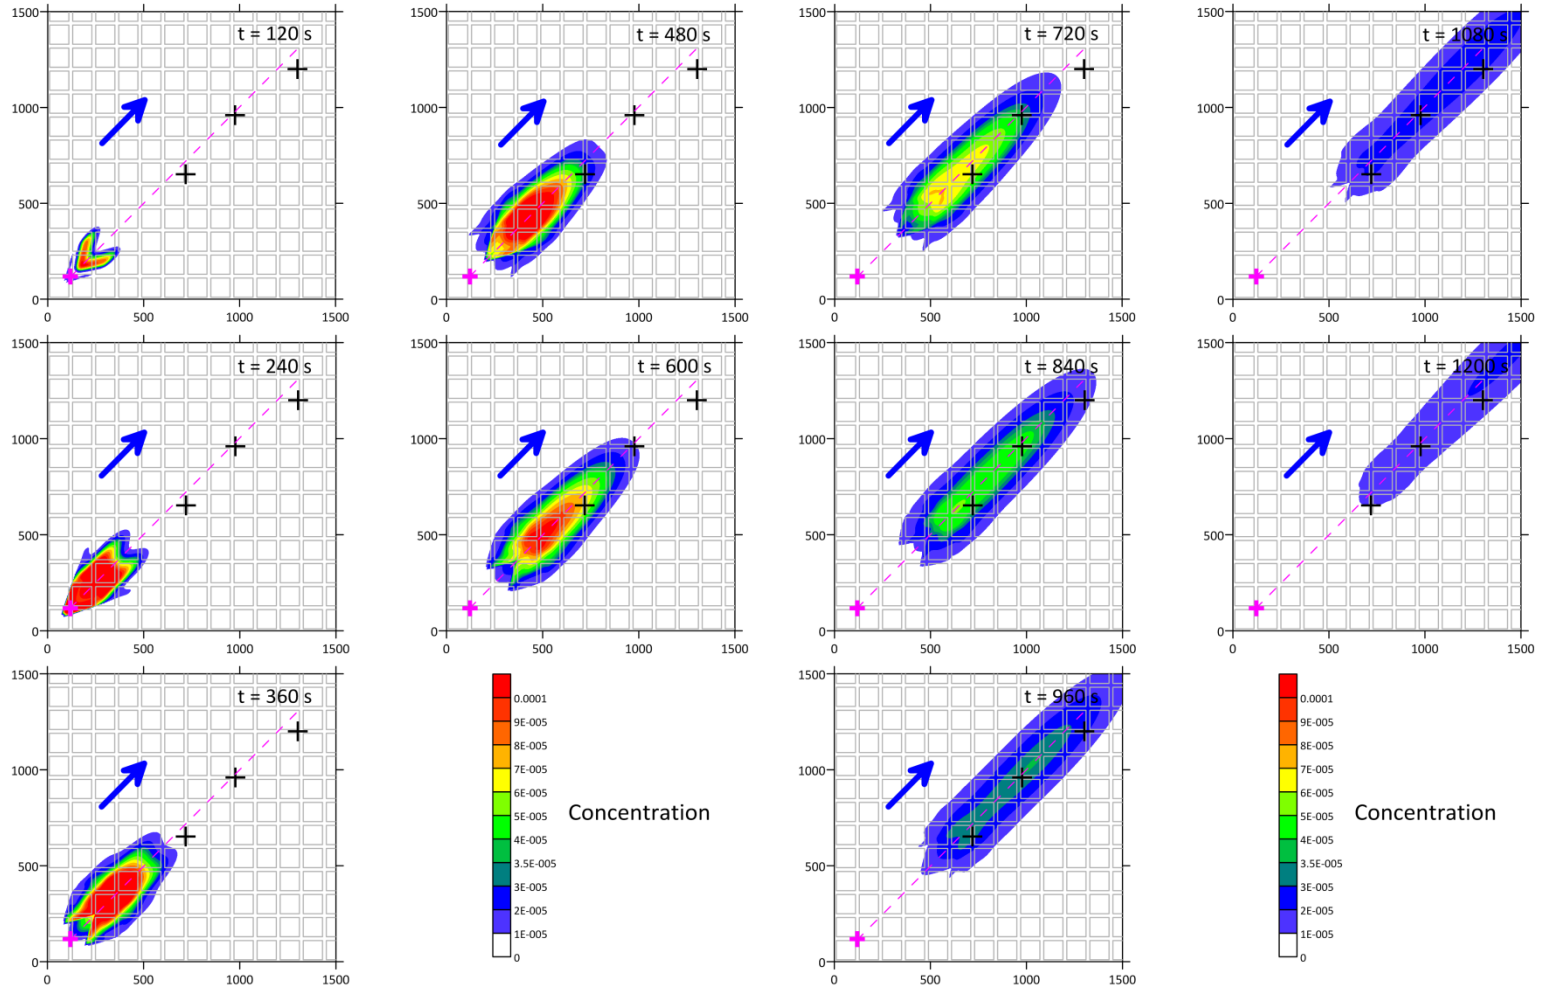 1500
1000
500
0
t = 120 s
0 500 1000 1500
1500
1000
500
0
t = 480 s
0 500 1000 1500
1500
1000
500
0
t = 720 s
0 500 1000 1500
1500
1000
500
0
t = 1080 s
0 500 1000 1500
1500
1000
500
0
t = 240 s
0 500 1000 1500
1500
1000
500
0
t = 600 s
0 500 1000 1500
1500
1000
500
0
t = 840 s
0 500 1000 1500
1500
1000
500
0
t = 1200 s
0 500 1000 1500
1500
1000
500
0
t = 360 s
0 500 1000 1500
0.0001
9E-005
8E-005
7E-005
6E-005
5E-005
4E-005
3.5E-005
3E-005
2E-005
1E-005
0
Concentration
1500
1000
500
0
t = 960 s
0 500 1000 1500
0.0001
9E-005
8E-005
7E-005
6E-005
5E-005
4E-005
3.5E-005
3E-005
2E-005
1E-005
0
Concentration